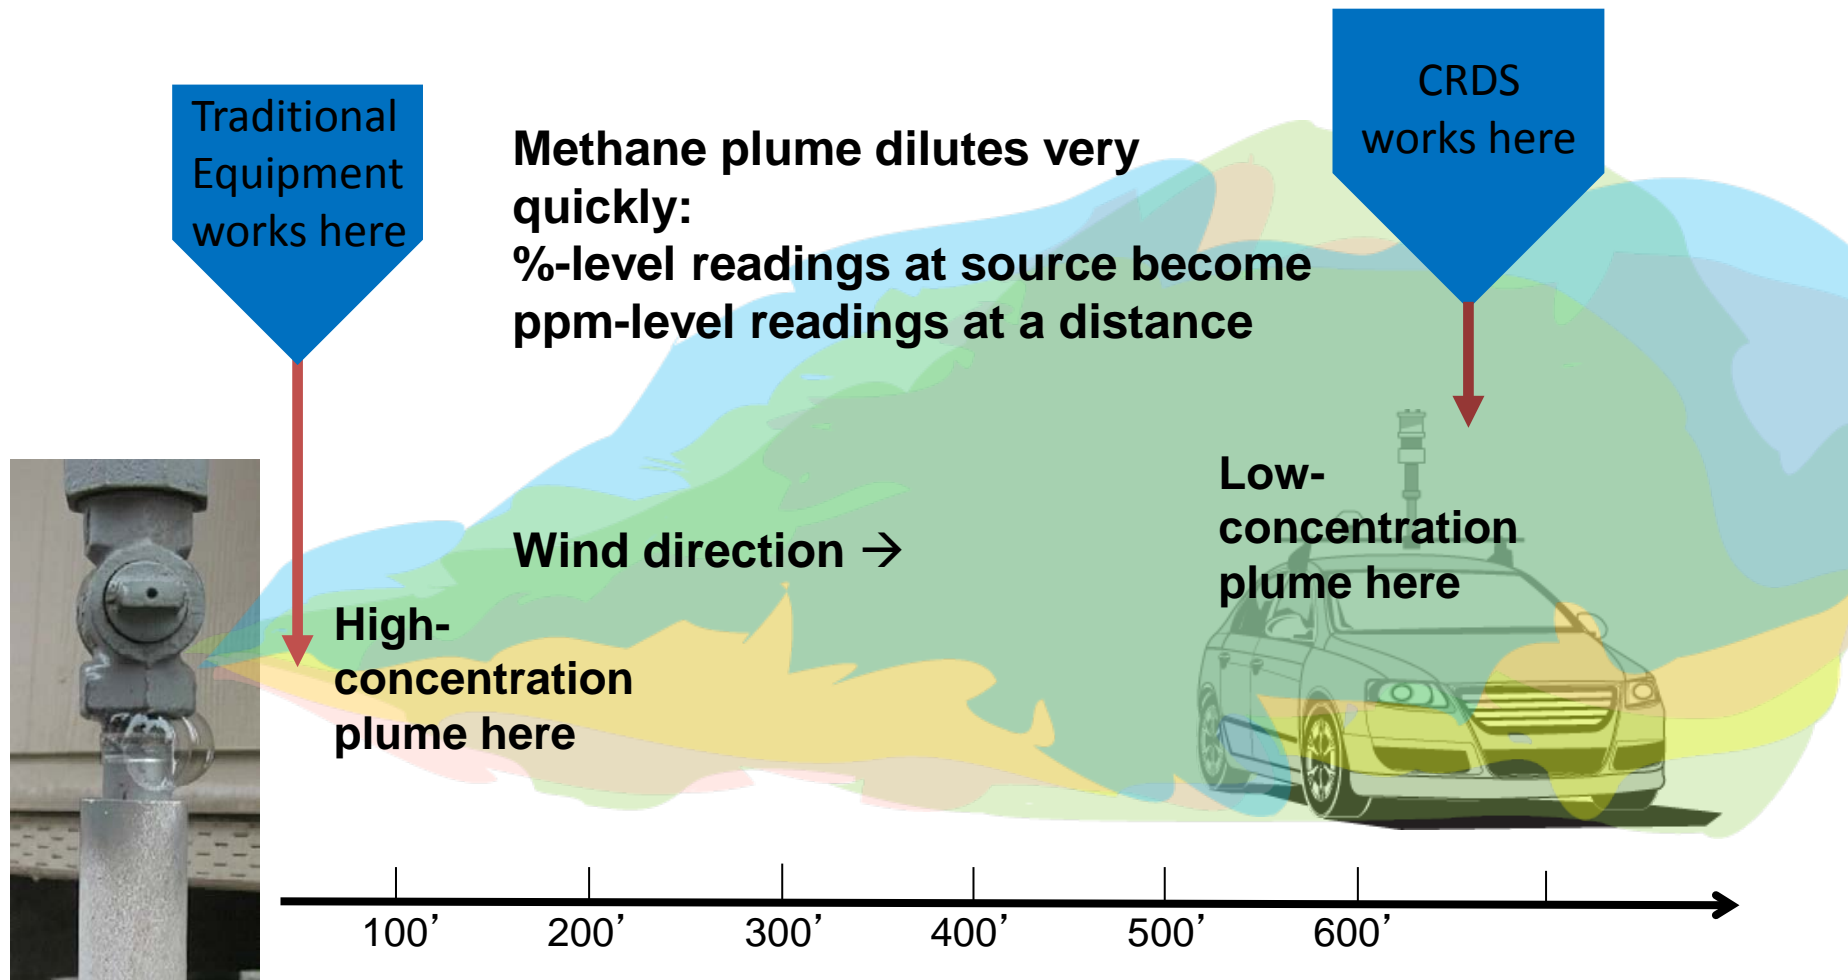 Traditional
Equipment
works here
Methane plume dilutes very
quickly:
%-level readings at source become
ppm-level readings at a distance
CRDS
works here
Wind direction →
High-
concentration
plume here
Low-
concentration
plume here
100’ 200’ 300’ 400’ 500’ 600’